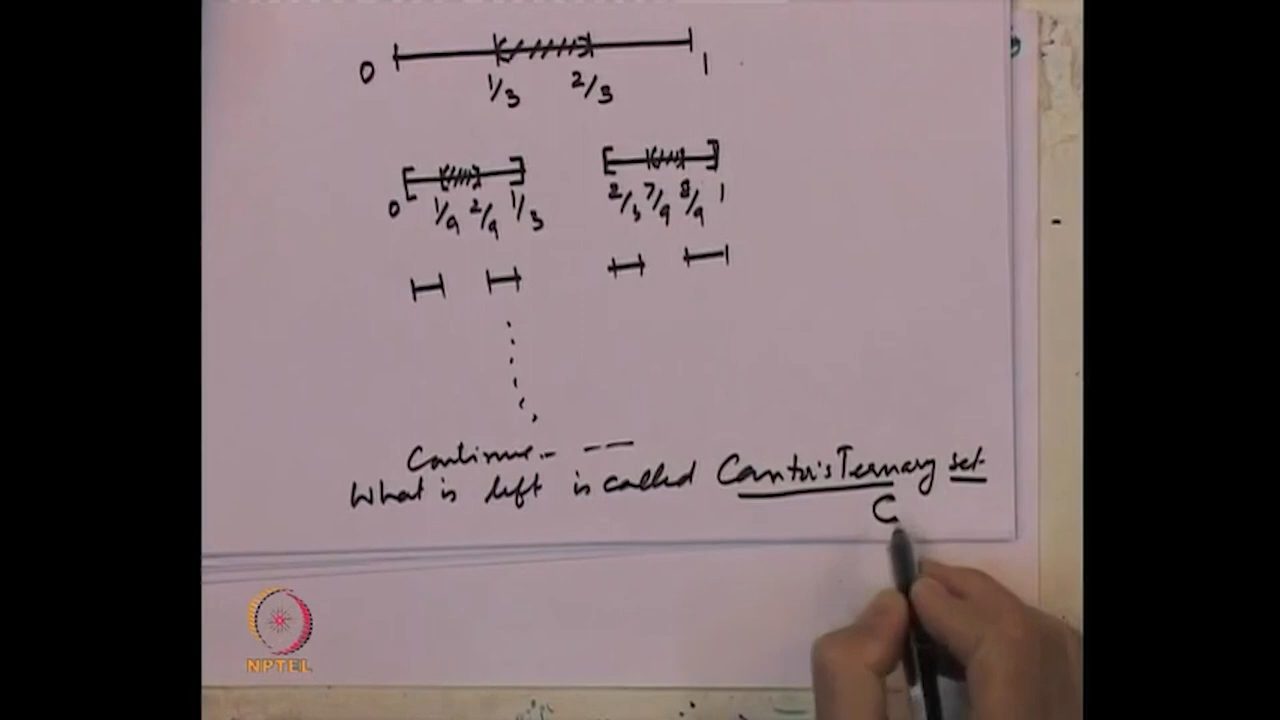 0 1/3 2/3 1
0 1/9 2/9 1/3 2/3 7/9 8/9 1
Continue--- ---
What is left is called Cantor's Ternary set
C
NPTEL